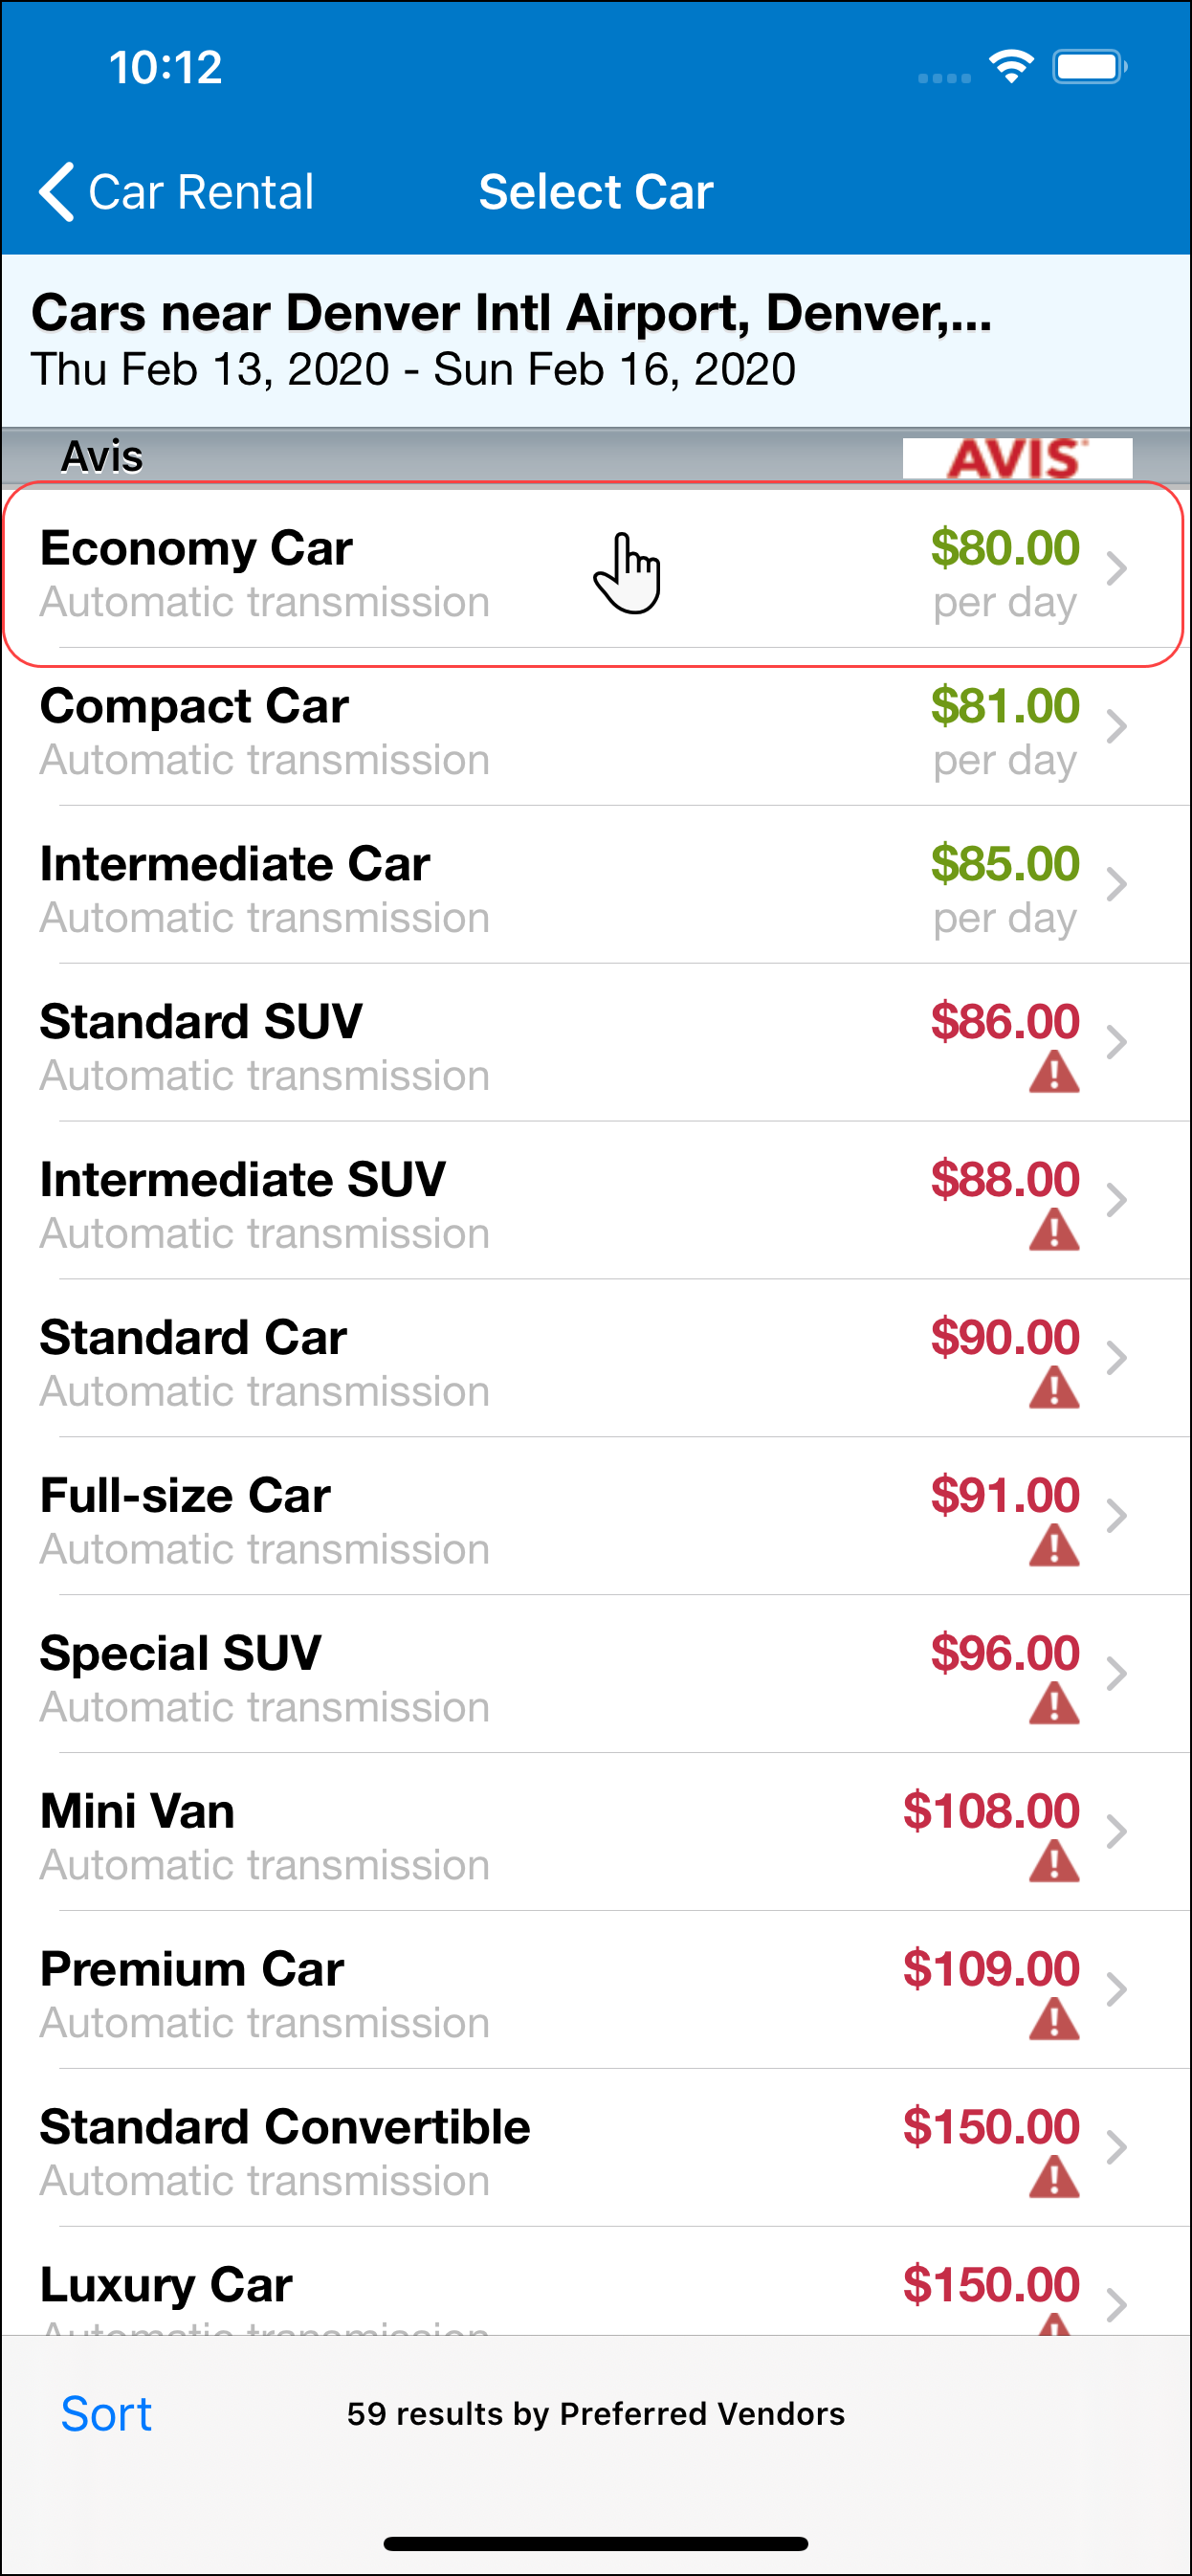 10:12
Car Rental
Select Car
Cars near Denver Intl Airport, Denver,...
Thu Feb 13, 2020 - Sun Feb 16, 2020
Avis
AVIS
Economy Car
$80.00
Automatic transmission
per day
Compact Car
$81.00
Automatic transmission
per day
Intermediate Car
$85.00
Automatic transmission
per day
Standard SUV
$86.00
Automatic transmission
Intermediate SUV
$88.00
Automatic transmission
Standard Car
$90.00
Automatic transmission
Full-size Car
$91.00
Automatic transmission
Special SUV
$96.00
Automatic transmission
Mini Van
$108.00
Automatic transmission
Premium Car
$109.00
Automatic transmission
Standard Convertible
$150.00
Automatic transmission
Luxury Car
$150.00
Automatic transmission
Sort
59 results by Preferred Vendors